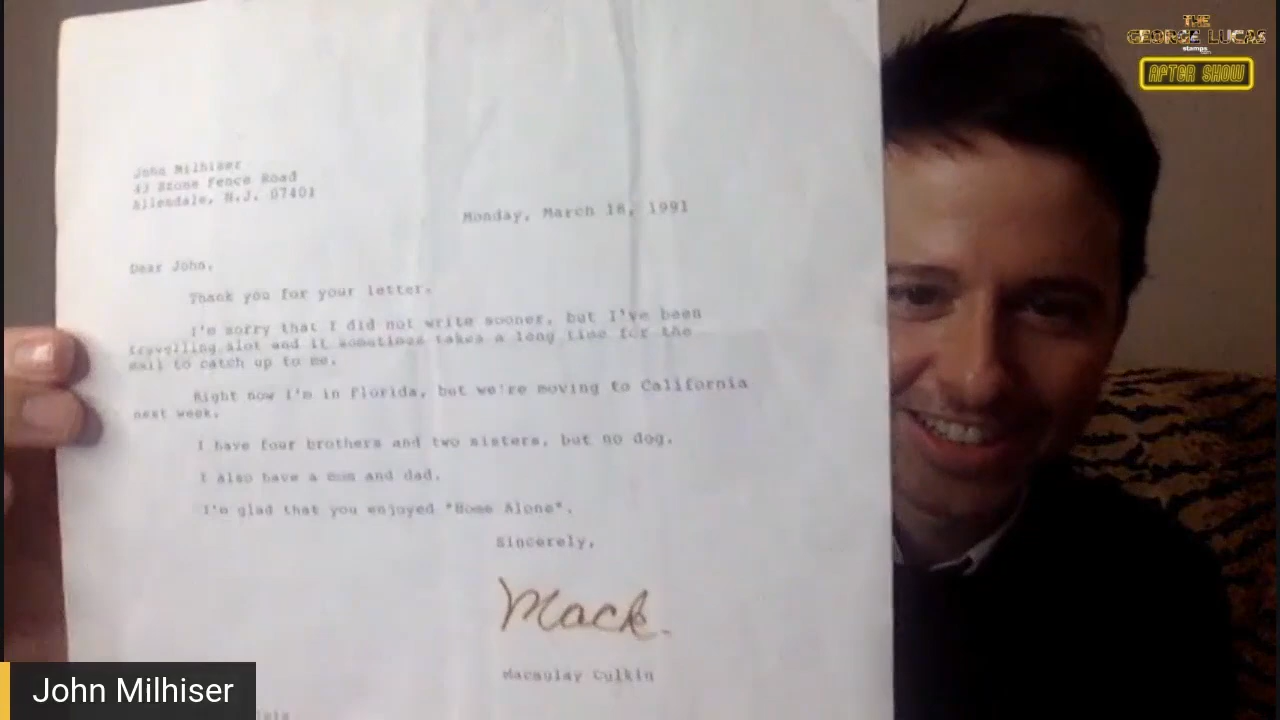 THE
GEORGE LUCAS
stamps.com
AFTER SHOW
John Milhiser
43 Stone Fence Road
Allendale, N.J. 07401
Monday, March 18, 1991
Dear John,
Thank you for your letter.
I'm sorry that I did not write sooner, but I've been
travelling alot and it sometimes takes a long time for the
mail to catch up to me.
Right now I'm in Florida, but we're moving to California
next week.
I have four brothers and two sisters, but no dog.
I also have a mom and dad.
I'm glad that you enjoyed "Home Alone".
Sincerely,
Mack.
Macaulay Culkin
John Milhiser